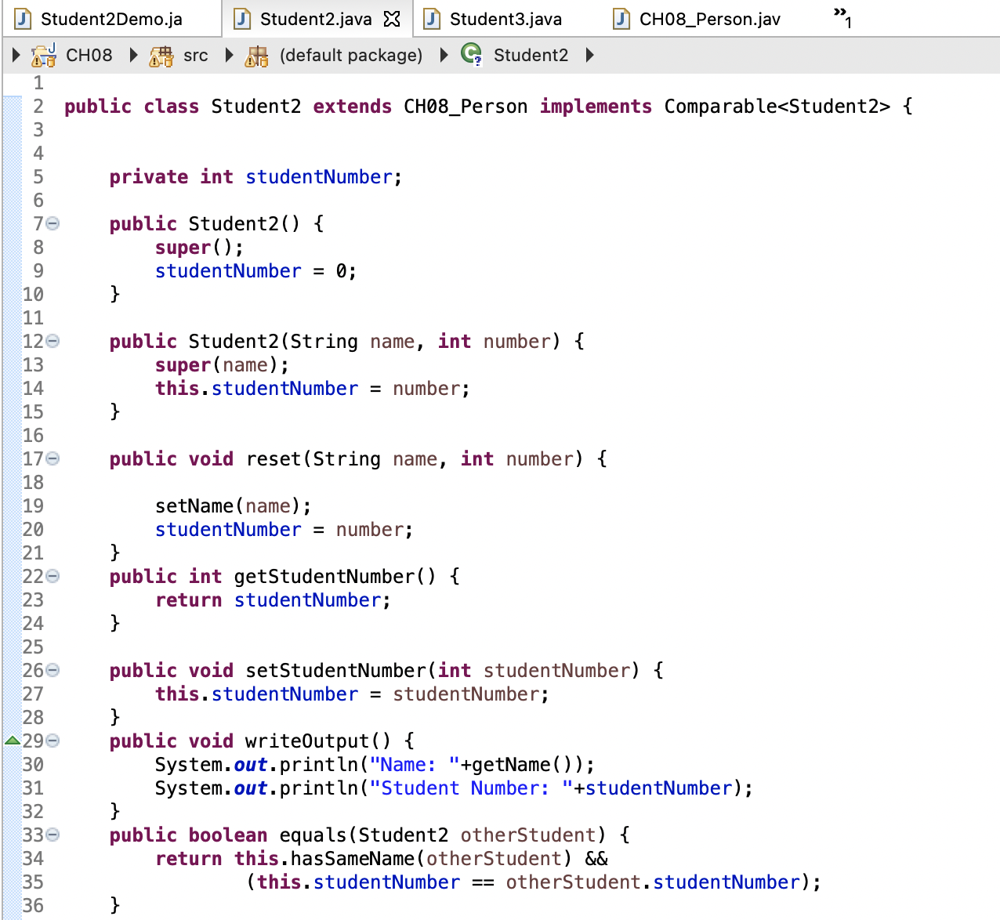 Student2Demo.ja Student2.java Student3.java CH08_Person.jav »1
CH08 src (default package) Student2
1
2 public class Student2 extends CH08_Person implements Comparable<Student2> {
3
4
5     private int studentNumber;
6
7     public Student2() {
8         super();
9         studentNumber = 0;
10     }
11
12     public Student2(String name, int number) {
13         super(name);
14         this.studentNumber = number;
15     }
16
17     public void reset(String name, int number) {
18
19         setName(name);
20         studentNumber = number;
21     }
22     public int getStudentNumber() {
23         return studentNumber;
24     }
25
26     public void setStudentNumber(int studentNumber) {
27         this.studentNumber = studentNumber;
28     }
29     public void writeOutput() {
30         System.out.println("Name: "+getName());
31         System.out.println("Student Number: "+studentNumber);
32     }
33     public boolean equals(Student2 otherStudent) {
34         return this.hasSameName(otherStudent) &&
35                 (this.studentNumber == otherStudent.studentNumber);
36     }